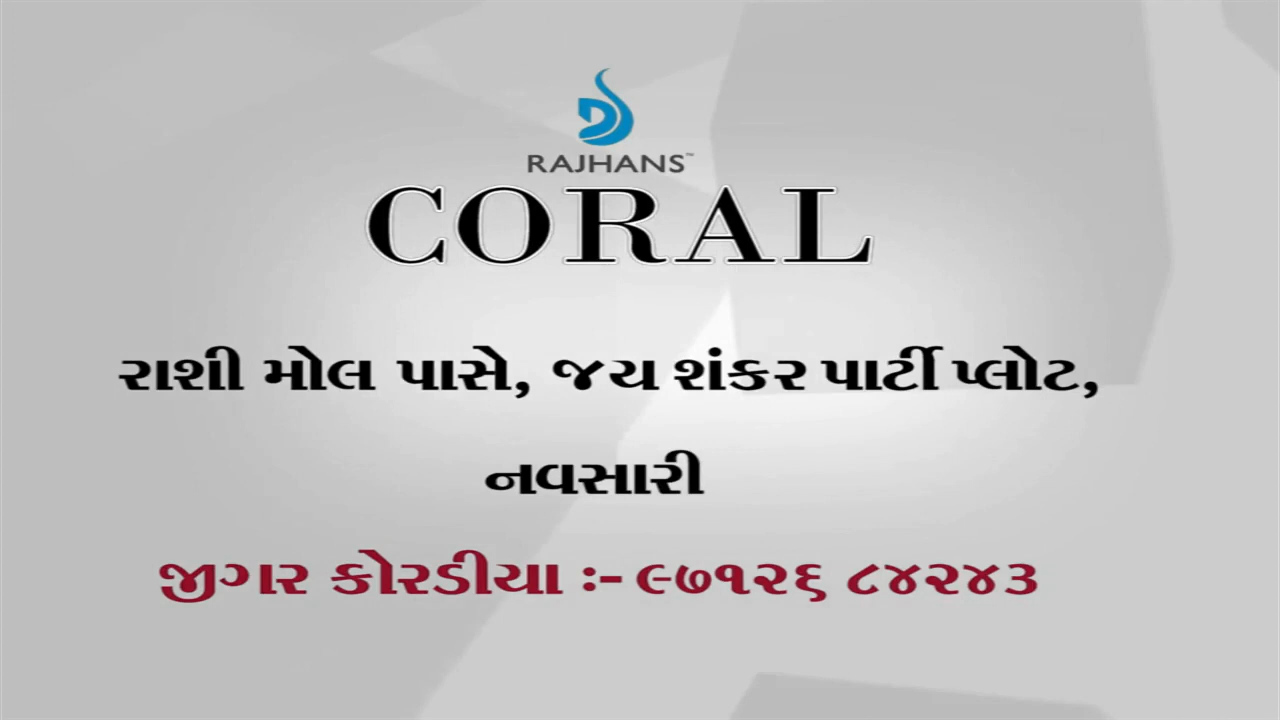 RAJHANS™
CORAL
રાશી મોલ પાસે, જય શંકર પાર્ટી પ્લોટ,
નવસારી
જીગર કોરડીયા :- ૯૭૧૨૬ ૮૪૨૪૩